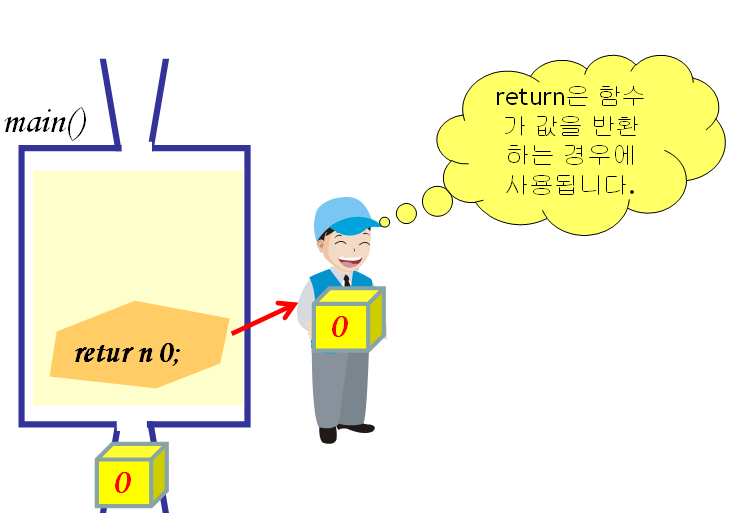 return은 함수
가 값을 반환
하는 경우에
사용됩니다.
main()
0
retur n 0;
0